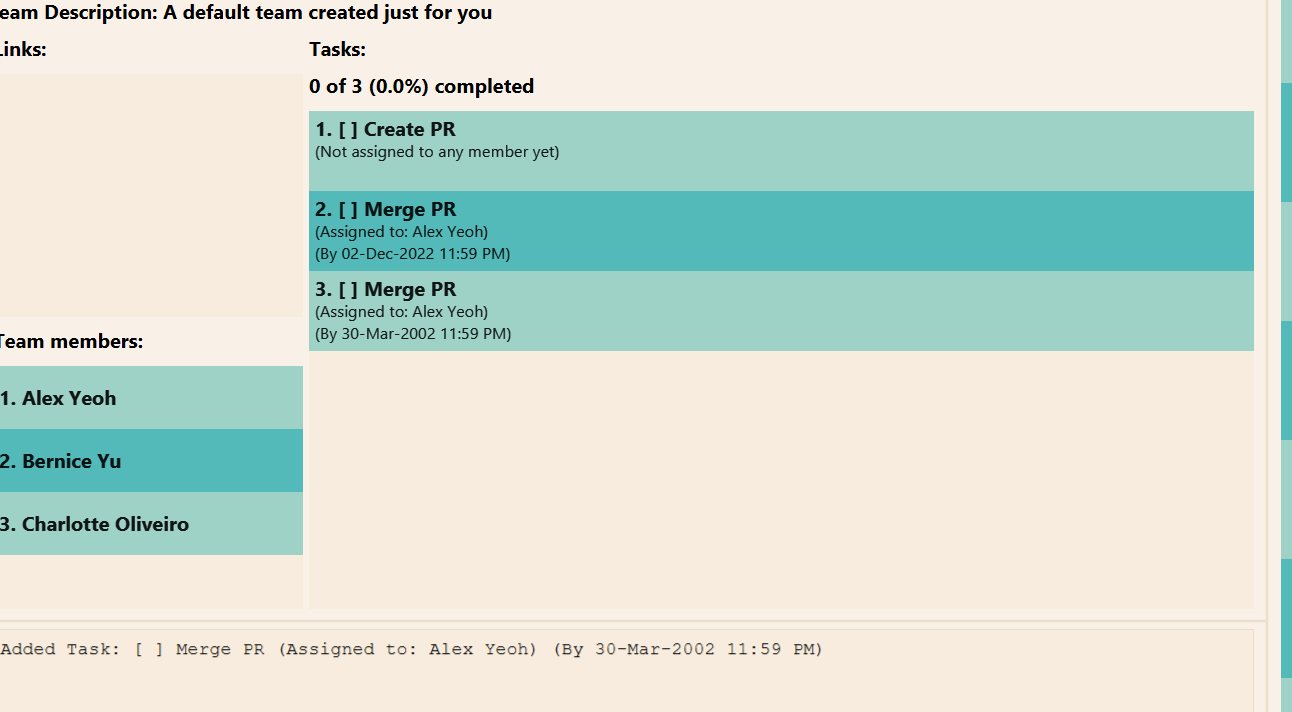 eam Description: A default team created just for you
Links:
Tasks:
0 of 3 (0.0%) completed
1. [ ] Create PR
(Not assigned to any member yet)
2. [ ] Merge PR
(Assigned to: Alex Yeoh)
(By 02-Dec-2022 11:59 PM)
3. [ ] Merge PR
(Assigned to: Alex Yeoh)
(By 30-Mar-2002 11:59 PM)
Team members:
1. Alex Yeoh
2. Bernice Yu
3. Charlotte Oliveiro
Added Task: [ ] Merge PR (Assigned to: Alex Yeoh) (By 30-Mar-2002 11:59 PM)